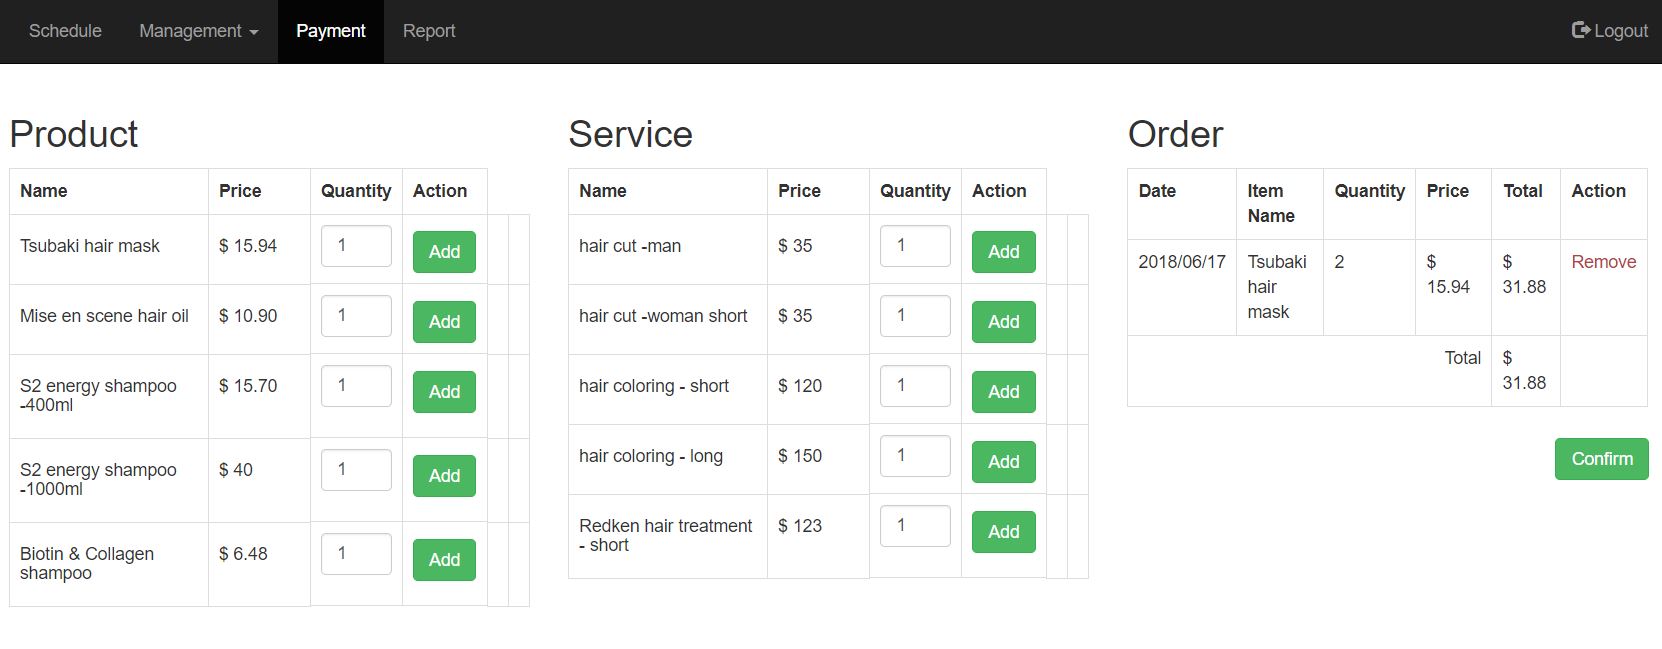 Schedule Management Payment Report Logout
Product
Name Price Quantity Action
Tsubaki hair mask $ 15.94 1 Add
Mise en scene hair oil $ 10.90 1 Add
S2 energy shampoo $ 15.70 1 Add
-400ml
S2 energy shampoo $ 40 1 Add
-1000ml
Biotin & Collagen $ 6.48 1 Add
shampoo
Service
Name Price Quantity Action
hair cut -man $ 35 1 Add
hair cut -woman short $ 35 1 Add
hair coloring - short $ 120 1 Add
hair coloring - long $ 150 1 Add
Redken hair treatment $ 123 1 Add
- short
Order
Date Item Quantity Price Total Action
Name
2018/06/17 Tsubaki 2 $ $ Remove
hair 15.94 31.88
mask
Total $
31.88
Confirm